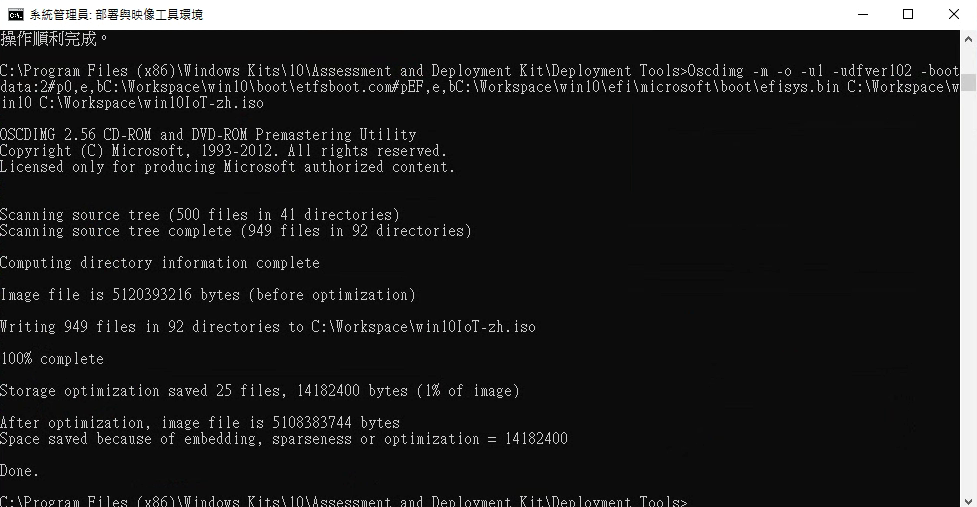 系統管理員: 部署與映像工具環境
操作順利完成。
C:\Program Files (x86)\Windows Kits\10\Assessment and Deployment Kit\Deployment Tools>Oscdimg -m -o -u1 -udfver102 -boot
data:2#p0,e,bC:\Workspace\win10\boot\etfsboot.com#pEF,e,bC:\Workspace\win10\efi\microsoft\boot\efisys.bin C:\Workspace\w
in10 C:\Workspace\win10IoT-zh.iso
OSCDIMG 2.56 CD-ROM and DVD-ROM Premastering Utility
Copyright (C) Microsoft, 1993-2012. All rights reserved.
Licensed only for producing Microsoft authorized content.
Scanning source tree (500 files in 41 directories)
Scanning source tree complete (949 files in 92 directories)
Computing directory information complete
Image file is 5120393216 bytes (before optimization)
Writing 949 files in 92 directories to C:\Workspace\win10IoT-zh.iso
100% complete
Storage optimization saved 25 files, 14182400 bytes (1% of image)
After optimization, image file is 5108383744 bytes
Space saved because of embedding, sparseness or optimization = 14182400
Done.
C:\Program Files (x86)\Windows Kits\10\Assessment and Deployment Kit\Deployment Tools>